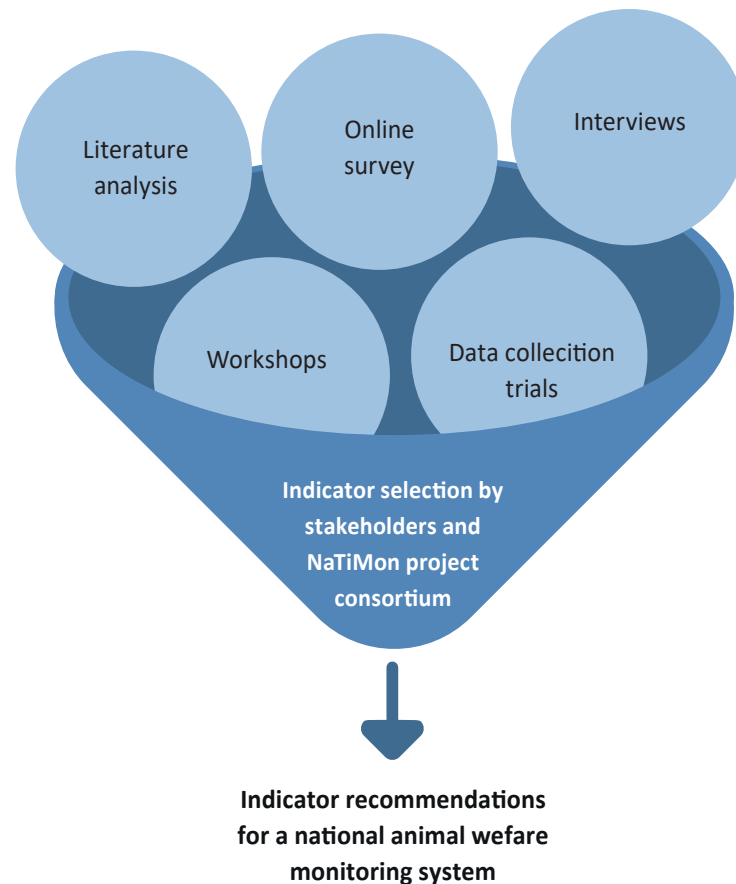 Literature
analysis
Online
survey
Interviews
Workshops
Data collecition
trials
Indicator selection by
stakeholders and
NaTiMon project
consortium
Indicator recommendations
for a national animal wefare
monitoring system